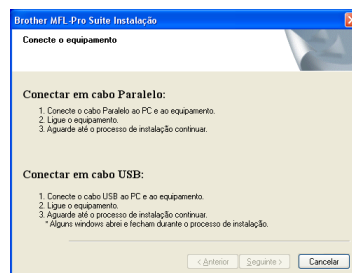 Brother MFL-Pro Suite Instalação
Conecte o equipamento
Conectar em cabo Paralelo:
1. Conecte o cabo Paralelo ao PC e ao equipamento.
2. Ligue o equipamento.
3. Aguarde até o processo de instalação continuar.
Conectar em cabo USB:
1. Conecte o cabo USB ao PC e ao equipamento.
2. Ligue o equipamento.
3. Aguarde até o processo de instalação continuar.
* Alguns windows abrei e fecham durante o processo de instalação.
< Anterior
Seguinte >
Cancelar